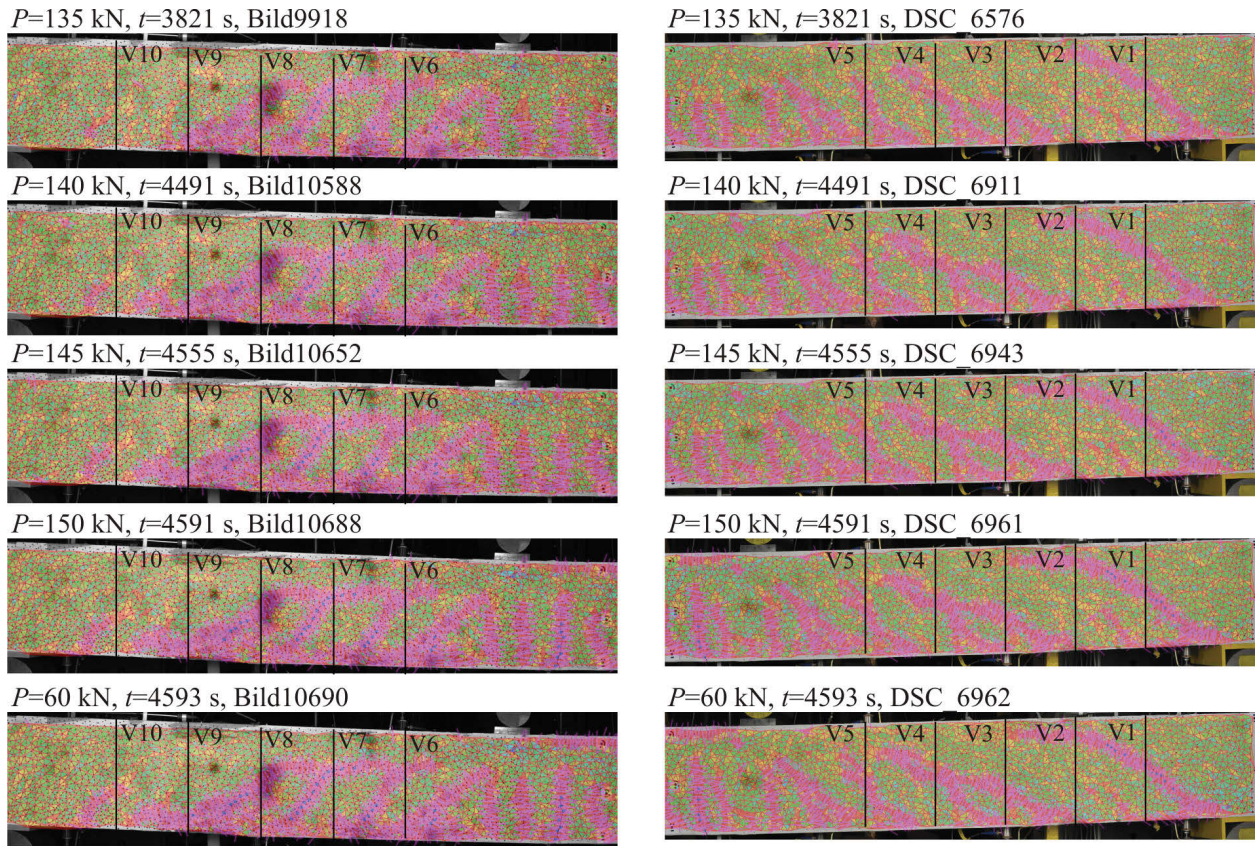 P=135 kN, t=3821 s, Bild9918
V10
V9
V8
V7
V6
P=135 kN, t=3821 s, DSC_6576
V5
V4
V3
V2
V1
P=140 kN, t=4491 s, Bild10588
V10
V9
V8
V7
V6
P=140 kN, t=4491 s, DSC_6911
V5
V4
V3
V2
V1
P=145 kN, t=4555 s, Bild10652
V10
V9
V8
V7
V6
P=145 kN, t=4555 s, DSC_6943
V5
V4
V3
V2
V1
P=150 kN, t=4591 s, Bild10688
V10
V9
V8
V7
V6
P=150 kN, t=4591 s, DSC_6961
V5
V4
V3
V2
V1
P=60 kN, t=4593 s, Bild10690
V10
V9
V8
V7
V6
P=60 kN, t=4593 s, DSC_6962
V5
V4
V3
V2
V1